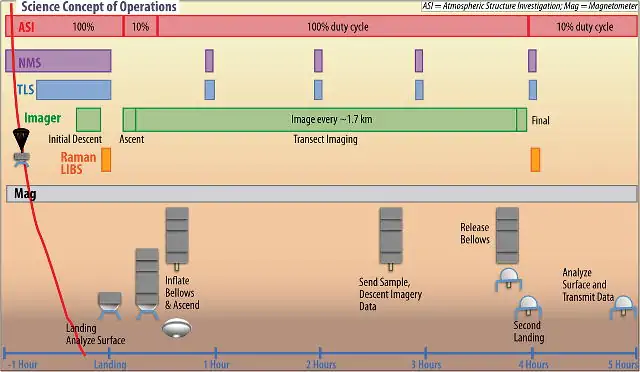 Science Concept of Operations
ASI = Atmospheric Structure Investigation; Mag = Magnetometer
ASI 100% 10% 100% duty cycle 10% duty cycle
NMS
TLS
Imager Image every ~1.7 km Final
Initial Descent Ascent Transect Imaging
Raman
LIBS
Mag
Release
Bellows
Inflate
Bellows
& Ascend
Send Sample,
Descent Imagery
Data
Analyze
Surface and
Transmit Data
Landing
Analyze Surface
Second
Landing
-1 Hour Landing 1 Hour 2 Hours 3 Hours 4 Hours 5 Hours